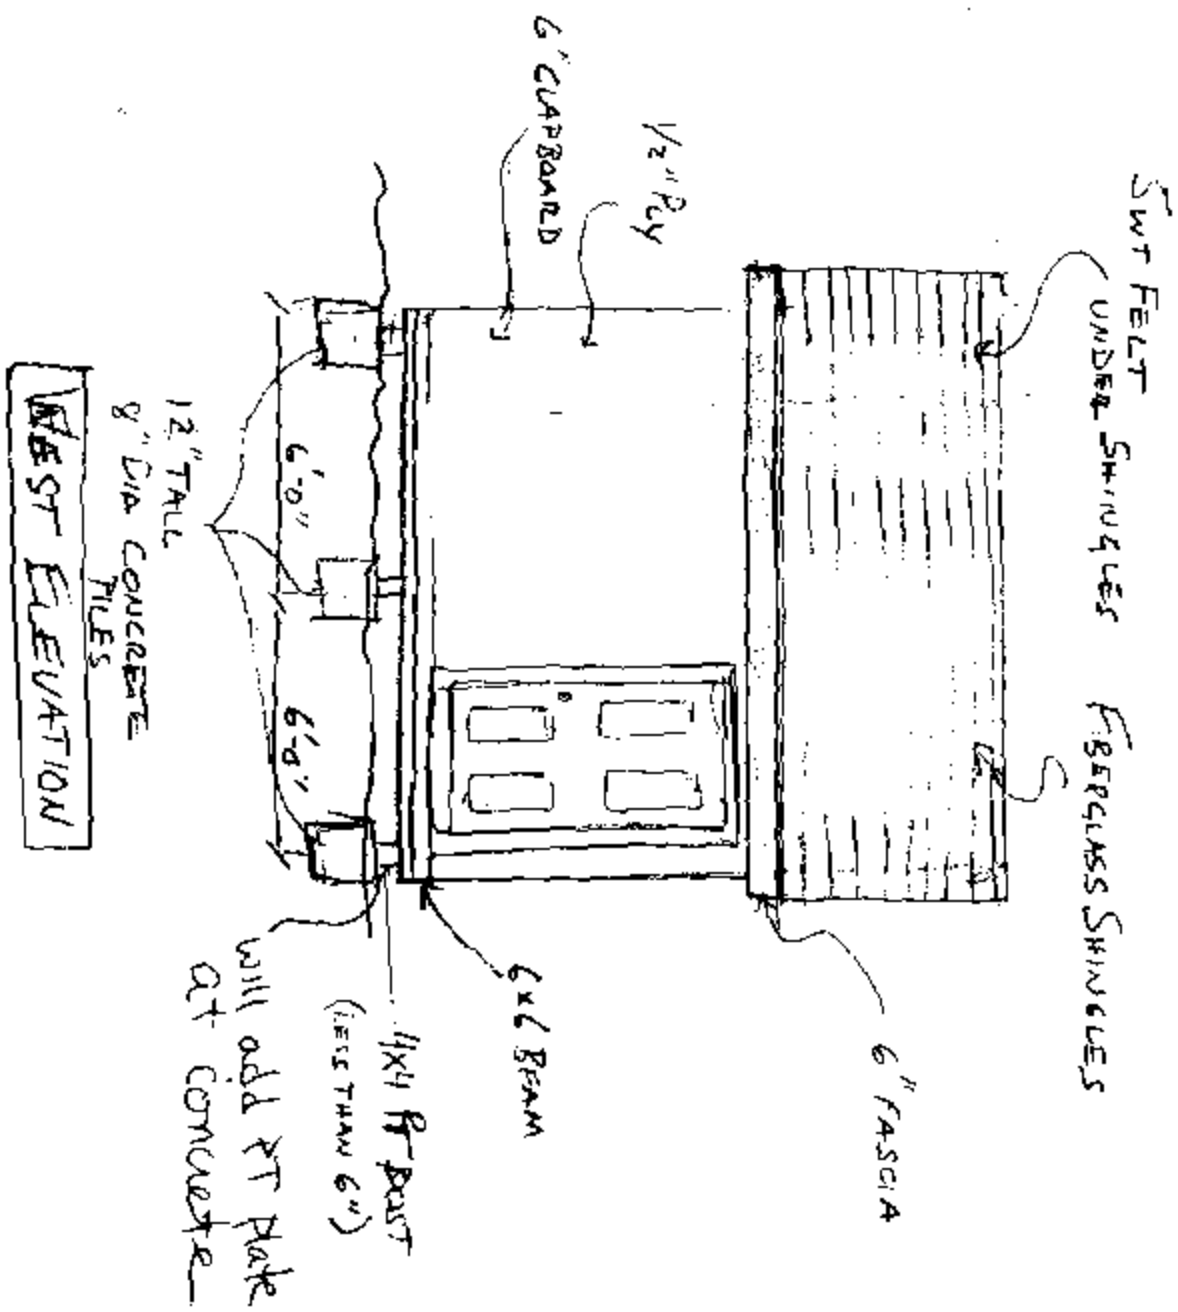 5WT FELT
UNDER SHINGLES
FIBERGLASS SHINGLES
1/2" PLY
6" CLAPBOARD
6" FASCIA
6x6 BEAM
4x4 PT POST
(LESS THAN 6")
will add PT Plate
at concrete
6'-0"
6'-0"
12" TALL
8" DIA CONCRETE
PILES
WEST ELEVATION